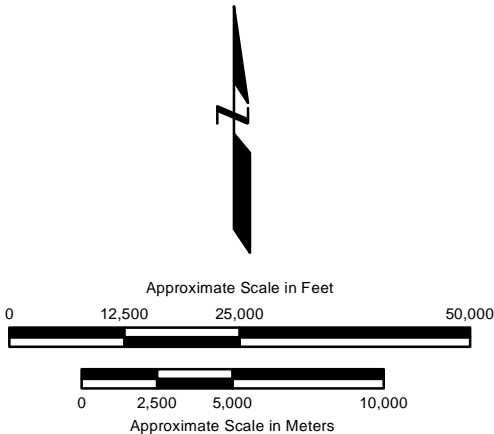 N
Approximate Scale in Feet
0 12,500 25,000 50,000
0 2,500 5,000 10,000
Approximate Scale in Meters